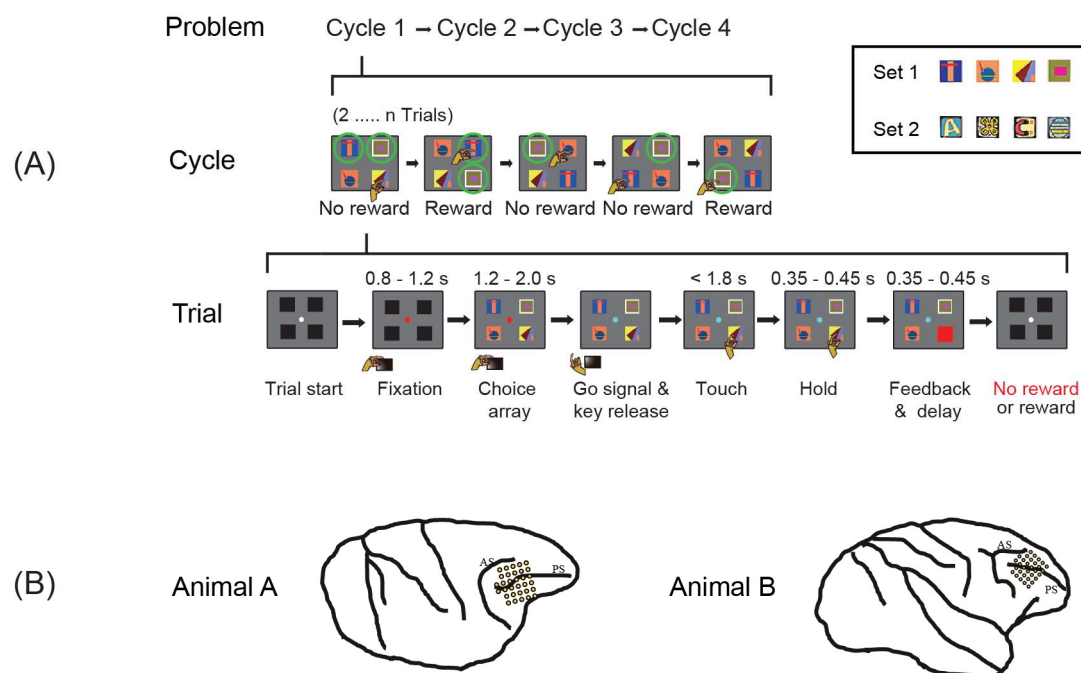 Problem Cycle 1 → Cycle 2 → Cycle 3 → Cycle 4
Set 1
Set 2
A
(2 ..... n Trials)
(A)
Cycle
No reward Reward No reward No reward Reward
0.8 - 1.2 s 1.2 - 2.0 s < 1.8 s 0.35 - 0.45 s 0.35 - 0.45 s
Trial
Trial start Fixation Choice array Go signal & key release Touch Hold Feedback & delay No reward or reward
(B)
Animal A
AS
PS
Animal B
AS
PS